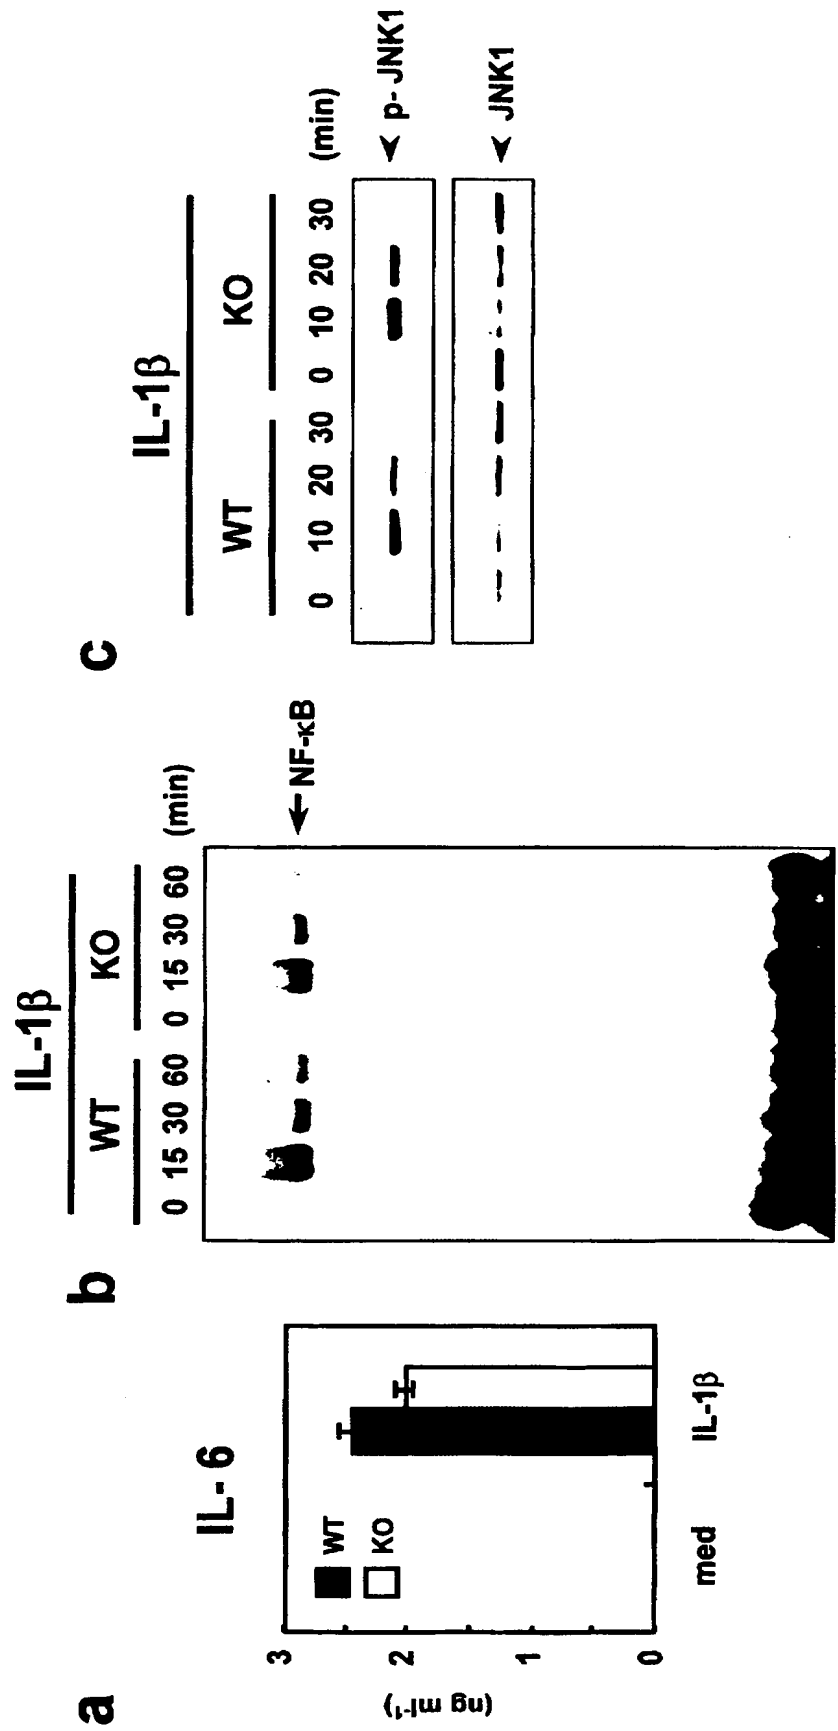 a
IL-6
3
2
1
0
(ng ml⁻¹)
WT
KO
med
IL-1β
b
IL-1β
WT KO
0 15 30 60 0 15 30 60 (min)
NF-κB
c
IL-1β
WT KO
0 10 20 30 0 10 20 30 (min)
p-JNK1
JNK1